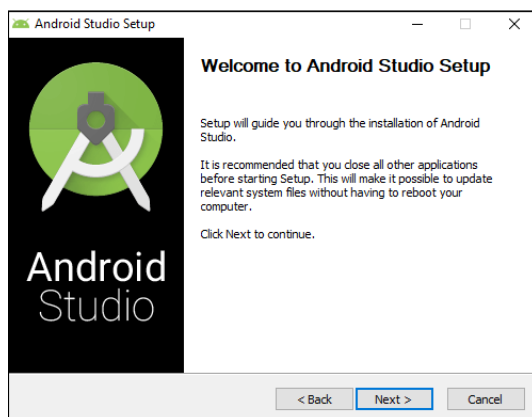 Android Studio Setup
Welcome to Android Studio Setup
Setup will guide you through the installation of Android
Studio.
It is recommended that you close all other applications
before starting Setup. This will make it possible to update
relevant system files without having to reboot your
computer.
Click Next to continue.
Android
Studio
< Back
Next >
Cancel